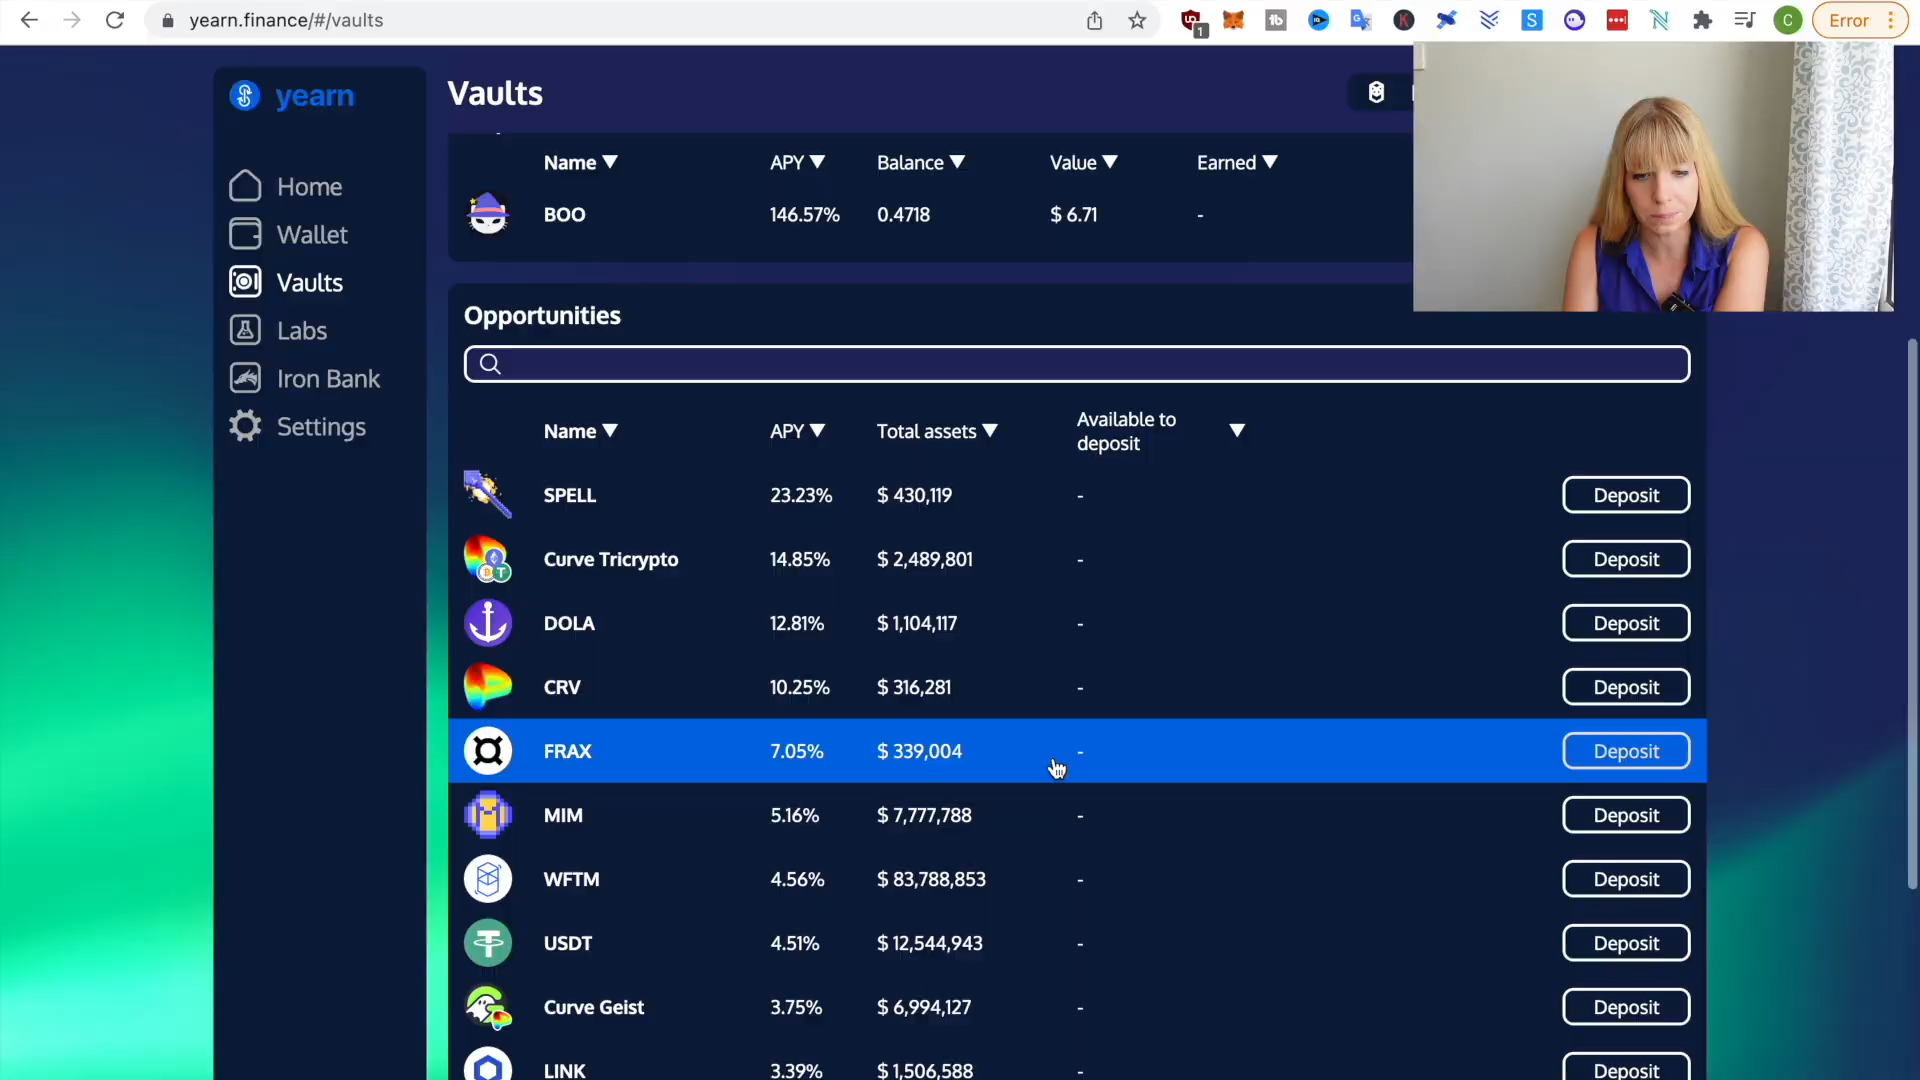 yearn.finance/#/vaults
1
C
Error
yearn
Vaults
Home
Wallet
Vaults
Labs
Iron Bank
Settings
Name APY Balance Value Earned
BOO 146.57% 0.4718 $ 6.71 -
Opportunities
Name APY Total assets Available to deposit
SPELL 23.23% $ 430,119 - Deposit
Curve Tricrypto 14.85% $ 2,489,801 - Deposit
DOLA 12.81% $ 1,104,117 - Deposit
CRV 10.25% $ 316,281 - Deposit
FRAX 7.05% $ 339,004 - Deposit
MIM 5.16% $ 7,777,788 - Deposit
WFTM 4.56% $ 83,788,853 - Deposit
USDT 4.51% $ 12,544,943 - Deposit
Curve Geist 3.75% $ 6,994,127 - Deposit
LINK 3.39% $ 1,506,588 - Deposit